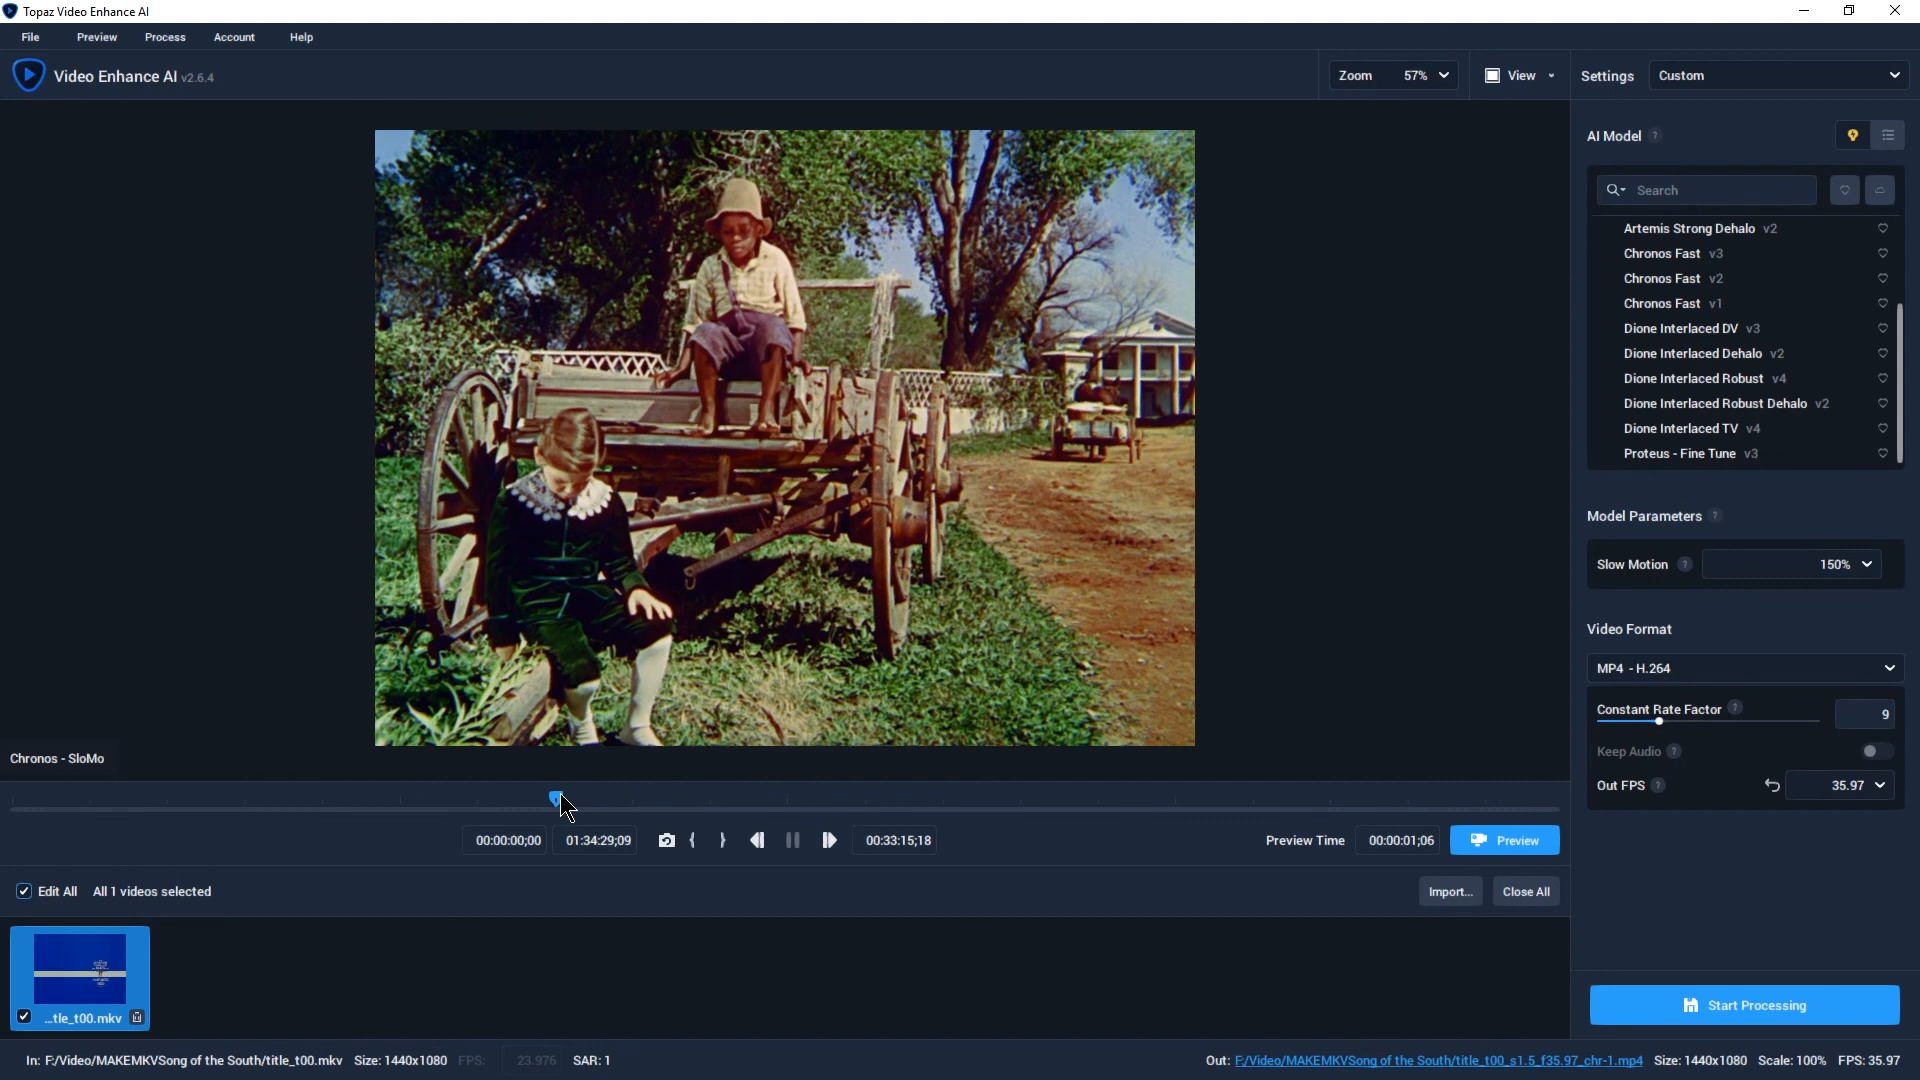 Topaz Video Enhance AI
File Preview Process Account Help
Video Enhance AI v2.6.4
Zoom 57% View Settings Custom
AI Model ?
Search
Artemis Strong Dehalo v2
Chronos Fast v3
Chronos Fast v2
Chronos Fast v1
Dione Interlaced DV v3
Dione Interlaced Dehalo v2
Dione Interlaced Robust v4
Dione Interlaced Robust Dehalo v2
Dione Interlaced TV v4
Proteus - Fine Tune v3
Model Parameters ?
Slow Motion ? 150%
Video Format
MP4 - H.264
Constant Rate Factor ? 9
Keep Audio ?
Out FPS ? 35.97
Chronos - SloMo
00:00:00;00 01:34:29;09 { } 00:33:15;18 Preview Time 00:00:01;06 Preview
Edit All All 1 videos selected Import... Close All
...tle_t00.mkv
Start Processing
In: F:/Video/MAKEMKVSong of the South/title_t00.mkv Size: 1440x1080 FPS: 23.976 SAR: 1 Out: F:/Video/MAKEMKVSong of the South/title_t00_s1.5_f35.97_chr-1.mp4 Size: 1440x1080 Scale: 100% FPS: 35.97